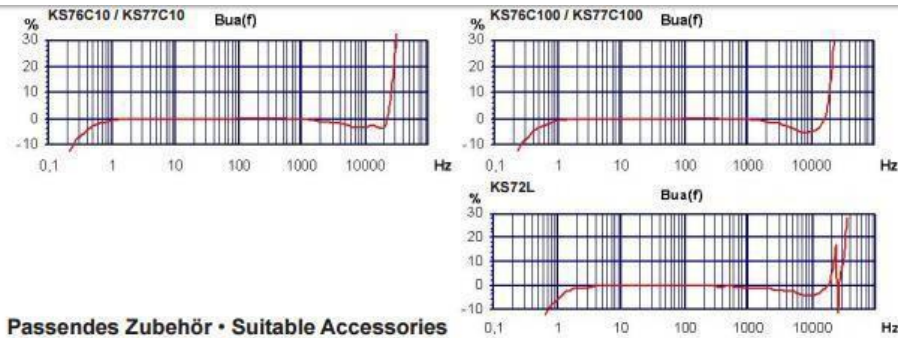 KS76C10 / KS77C10 Bua(f)
%
30
20
10
0
-10
0,1 1 10 100 1000 10000 Hz
KS76C100 / KS77C100 Bua(f)
%
30
20
10
0
-10
0,1 1 10 100 1000 10000 Hz
KS72L Bua(f)
%
30
20
10
0
-10
0,1 1 10 100 1000 10000 Hz
Passendes Zubehör • Suitable Accessories